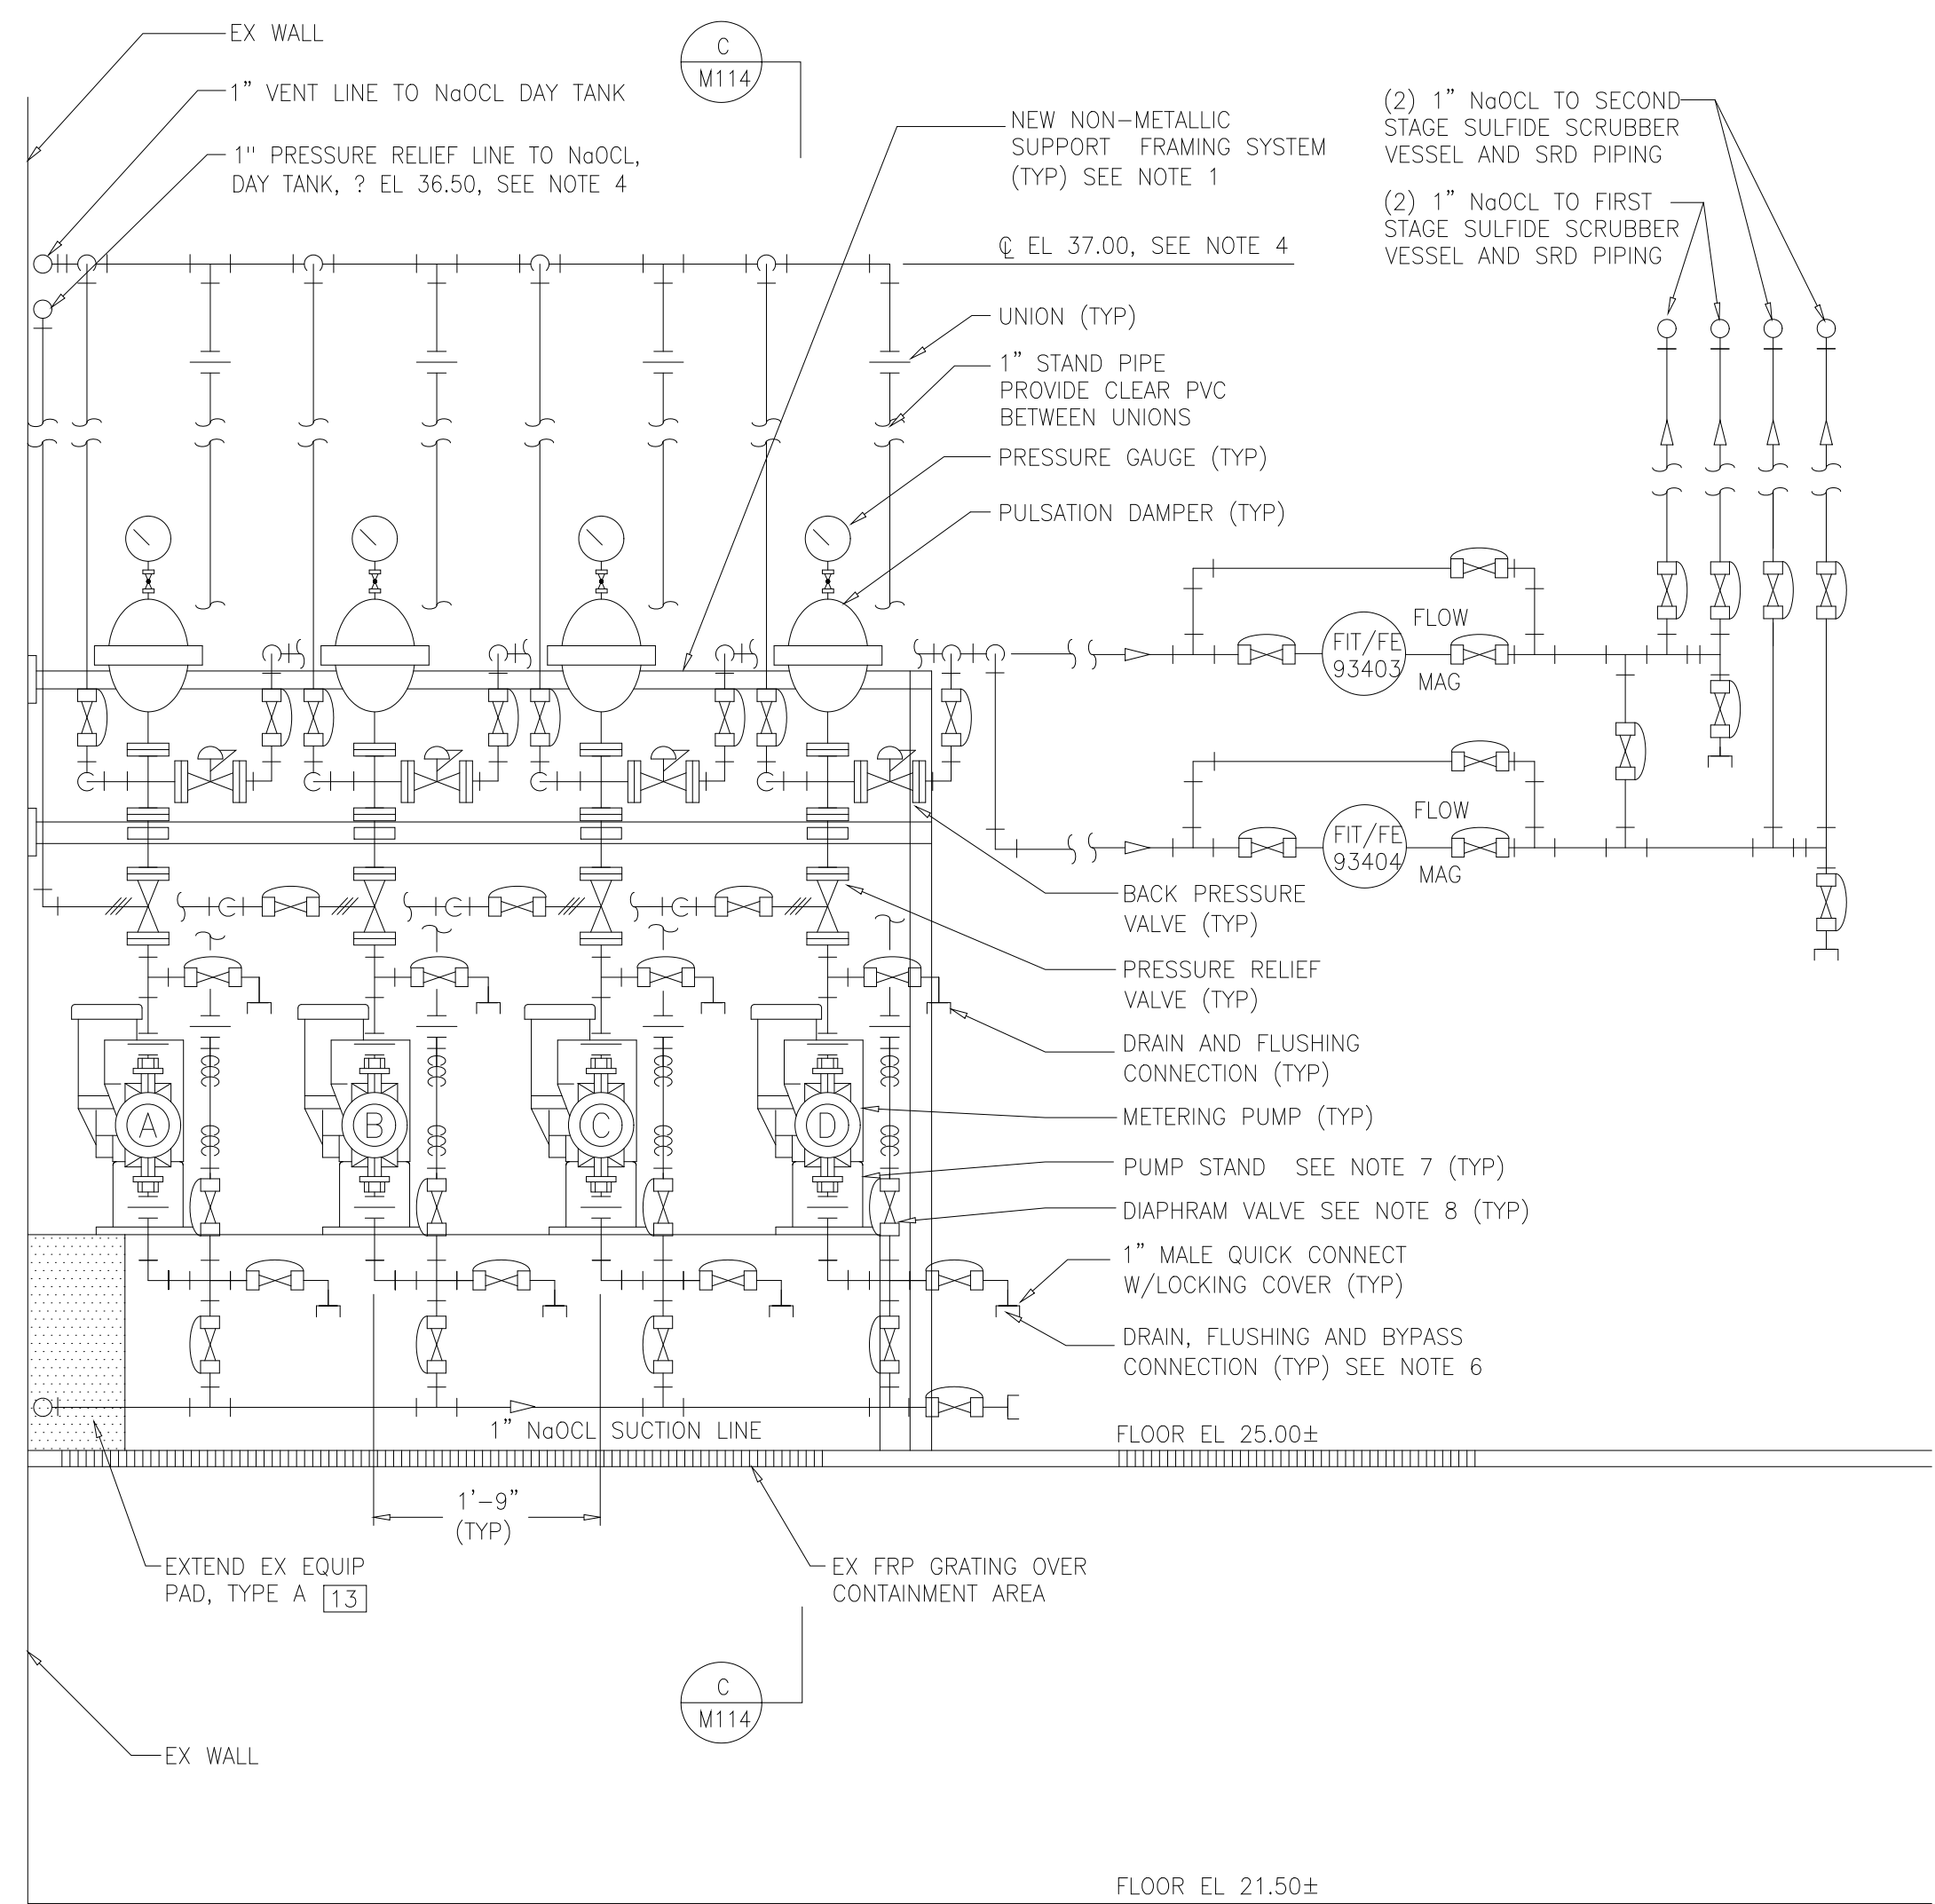 EX WALL
1” VENT LINE TO NaOCL DAY TANK
1" PRESSURE RELIEF LINE TO NaOCL,
DAY TANK, ? EL 36.50, SEE NOTE 4
C
M114
NEW NON-METALLIC
SUPPORT FRAMING SYSTEM
(TYP) SEE NOTE 1
℄ EL 37.00, SEE NOTE 4
(2) 1” NaOCL TO SECOND
STAGE SULFIDE SCRUBBER
VESSEL AND SRD PIPING
(2) 1” NaOCL TO FIRST
STAGE SULFIDE SCRUBBER
VESSEL AND SRD PIPING
UNION (TYP)
1” STAND PIPE
PROVIDE CLEAR PVC
BETWEEN UNIONS
PRESSURE GAUGE (TYP)
PULSATION DAMPER (TYP)
FIT/FE
93403
FLOW
MAG
FIT/FE
93404
FLOW
MAG
BACK PRESSURE
VALVE (TYP)
PRESSURE RELIEF
VALVE (TYP)
DRAIN AND FLUSHING
CONNECTION (TYP)
METERING PUMP (TYP)
A
B
C
D
PUMP STAND SEE NOTE 7 (TYP)
DIAPHRAM VALVE SEE NOTE 8 (TYP)
1” MALE QUICK CONNECT
W/LOCKING COVER (TYP)
DRAIN, FLUSHING AND BYPASS
CONNECTION (TYP) SEE NOTE 6
1” NaOCL SUCTION LINE
FLOOR EL 25.00±
1’-9”
(TYP)
EXTEND EX EQUIP
PAD, TYPE A 13
EX FRP GRATING OVER
CONTAINMENT AREA
C
M114
EX WALL
FLOOR EL 21.50±